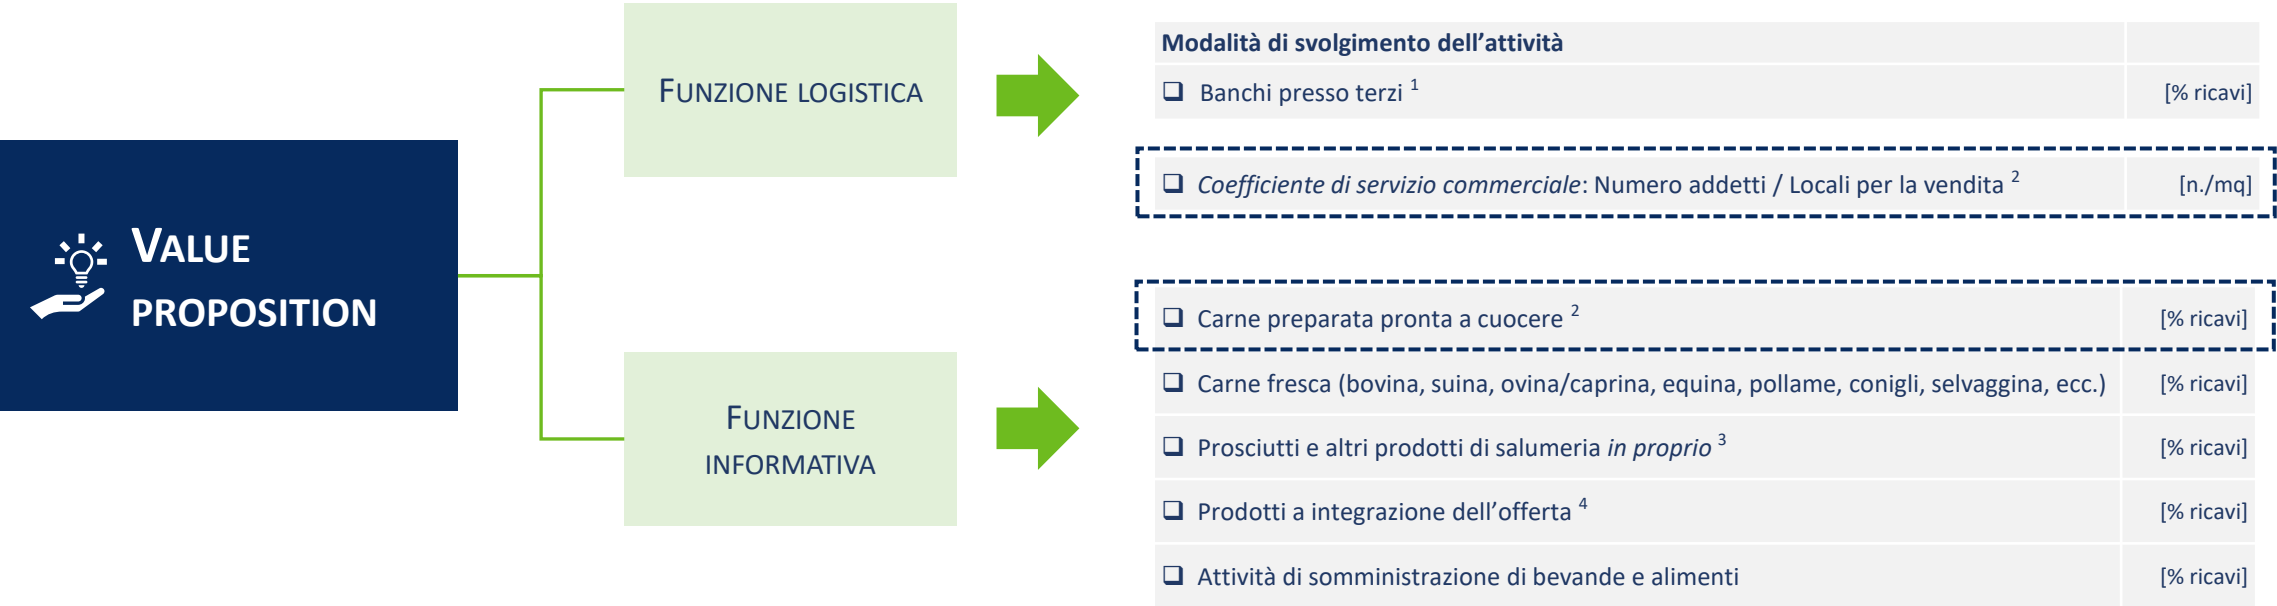 VALUE
PROPOSITION
FUNZIONE LOGISTICA
Modalità di svolgimento dell’attività
❑ Banchi presso terzi ¹ [% ricavi]
❑ Coefficiente di servizio commerciale: Numero addetti / Locali per la vendita ² [n./mq]
FUNZIONE
INFORMATIVA
❑ Carne preparata pronta a cuocere ² [% ricavi]
❑ Carne fresca (bovina, suina, ovina/caprina, equina, pollame, conigli, selvaggina, ecc.) [% ricavi]
❑ Prosciutti e altri prodotti di salumeria in proprio ³ [% ricavi]
❑ Prodotti a integrazione dell’offerta ⁴ [% ricavi]
❑ Attività di somministrazione di bevande e alimenti [% ricavi]